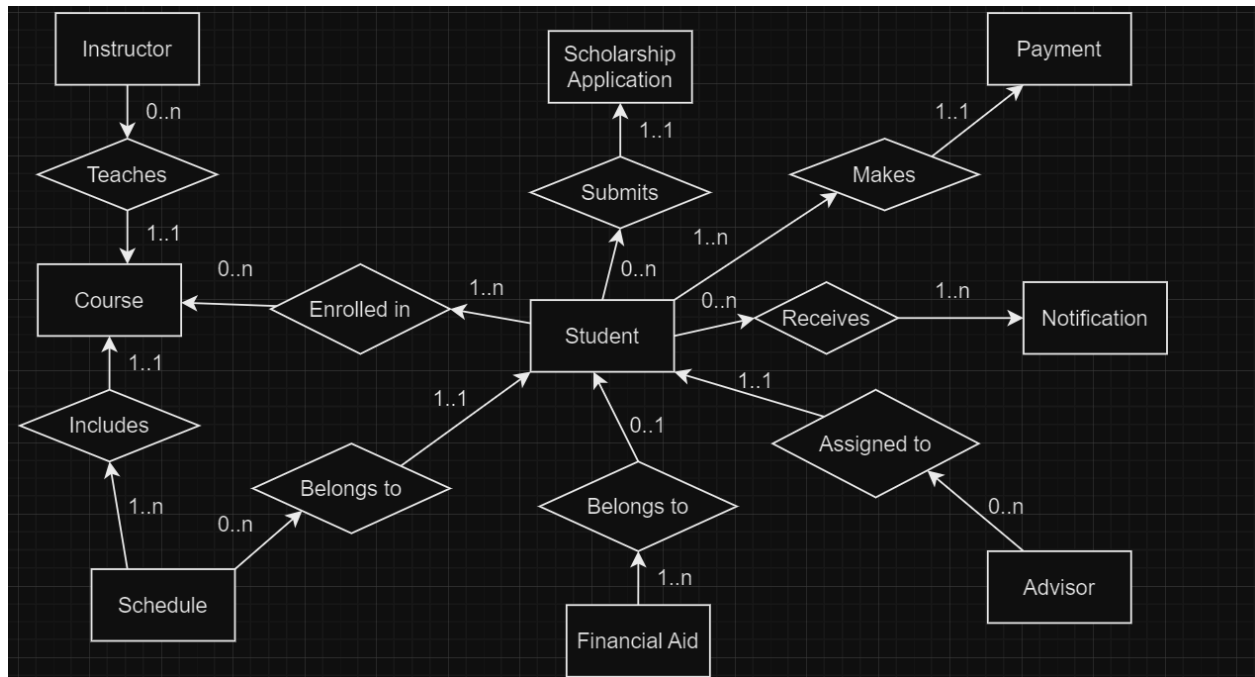 Instructor
Scholarship
Application
Payment
0..n
1..1
1..1
Teaches
Submits
Makes
1..1
1..n
0..n
0..n
Course
1..n
Enrolled in
Student
0..n
Receives
1..n
Notification
1..1
1..1
1..1
Includes
0..1
Assigned to
Belongs to
Belongs to
1..n
0..n
0..n
1..n
Schedule
Advisor
Financial Aid